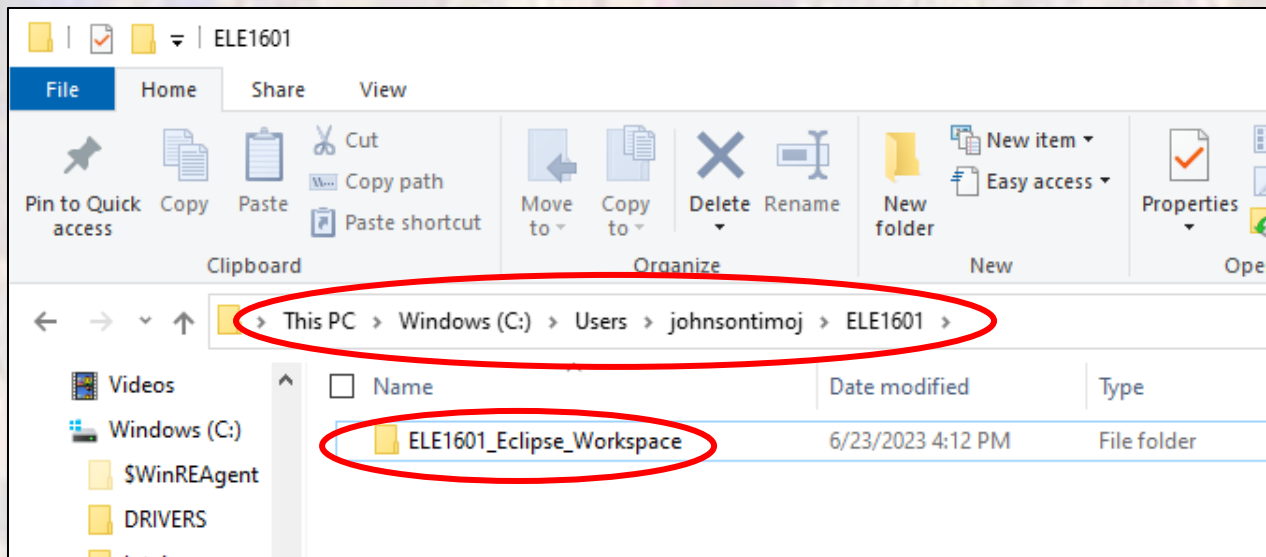 ELE1601
File Home Share View
Pin to Quick access
Copy
Paste
Cut
Copy path
Paste shortcut
Clipboard
Move to
Copy to
Delete
Rename
Organize
New folder
New item
Easy access
New
Properties
Ope
This PC > Windows (C:) > Users > johnsontimoj > ELE1601 >
Videos
Windows (C:)
$WinREAgent
DRIVERS
Name Date modified Type
ELE1601_Eclipse_Workspace 6/23/2023 4:12 PM File folder